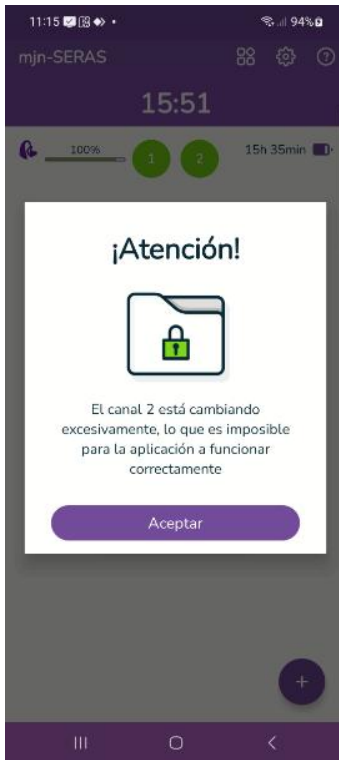 11:15 94%
mjn-SERAS
15:51
100% 1 2 15h 35min
¡Atención!
El canal 2 está cambiando
excesivamente, lo que es imposible
para la aplicación a funcionar
correctamente
Aceptar
+